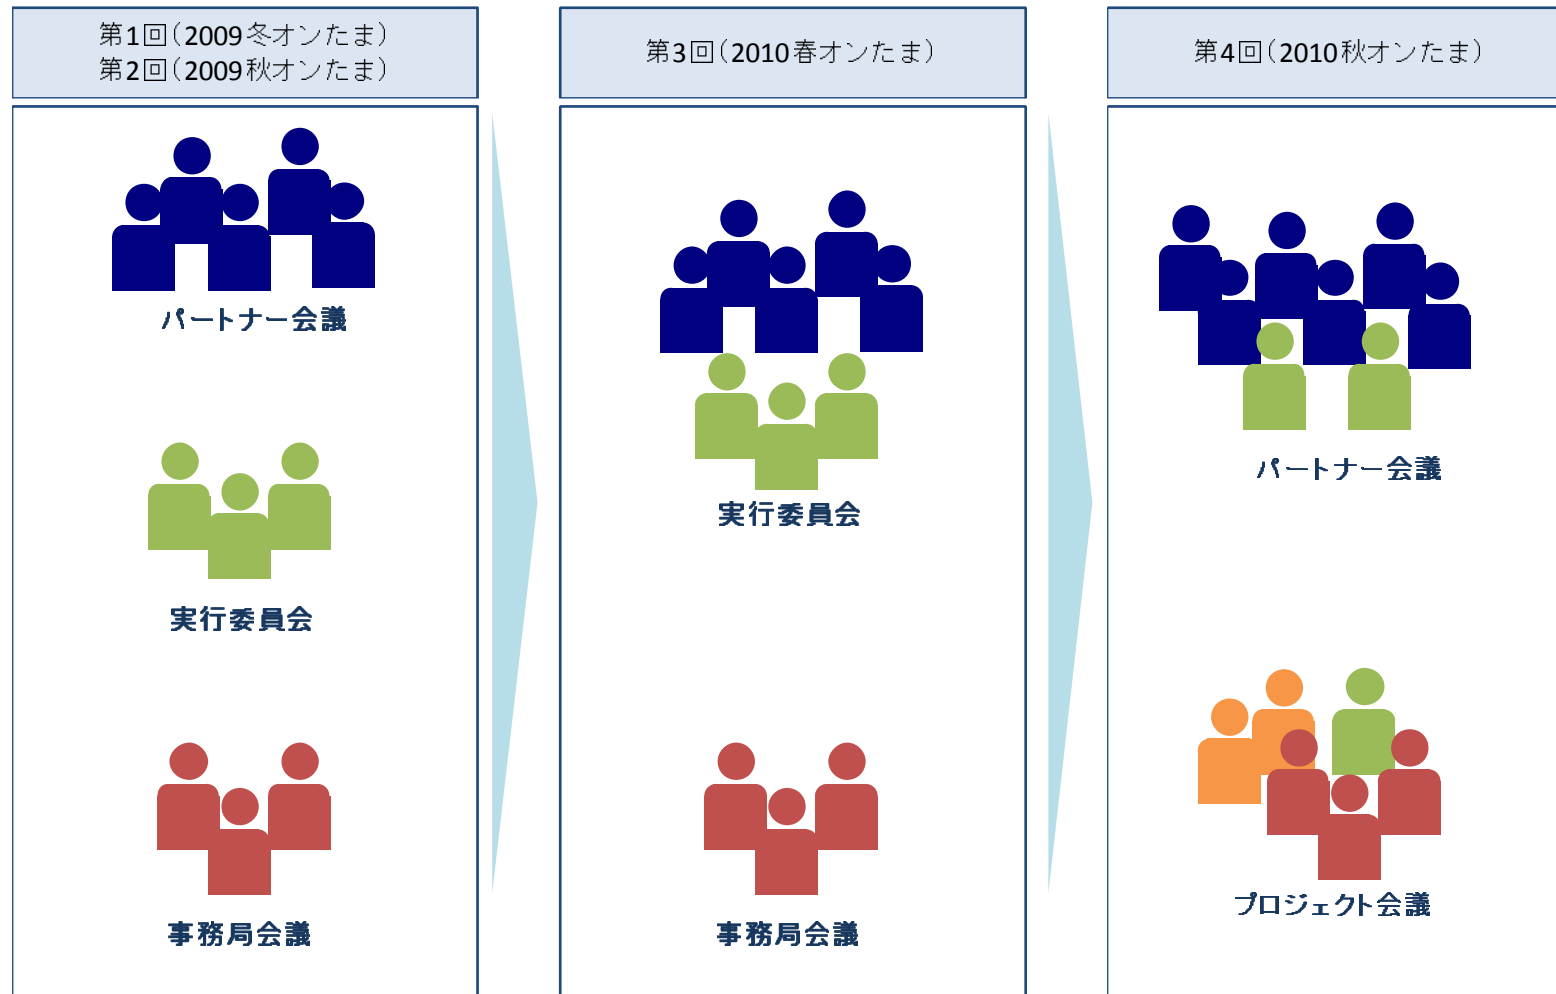 第1回（2009冬オンたま）
第2回（2009秋オンたま）
パートナー会議
実行委員会
事務局会議
第3回（2010春オンたま）
実行委員会
事務局会議
第4回（2010秋オンたま）
パートナー会議
プロジェクト会議